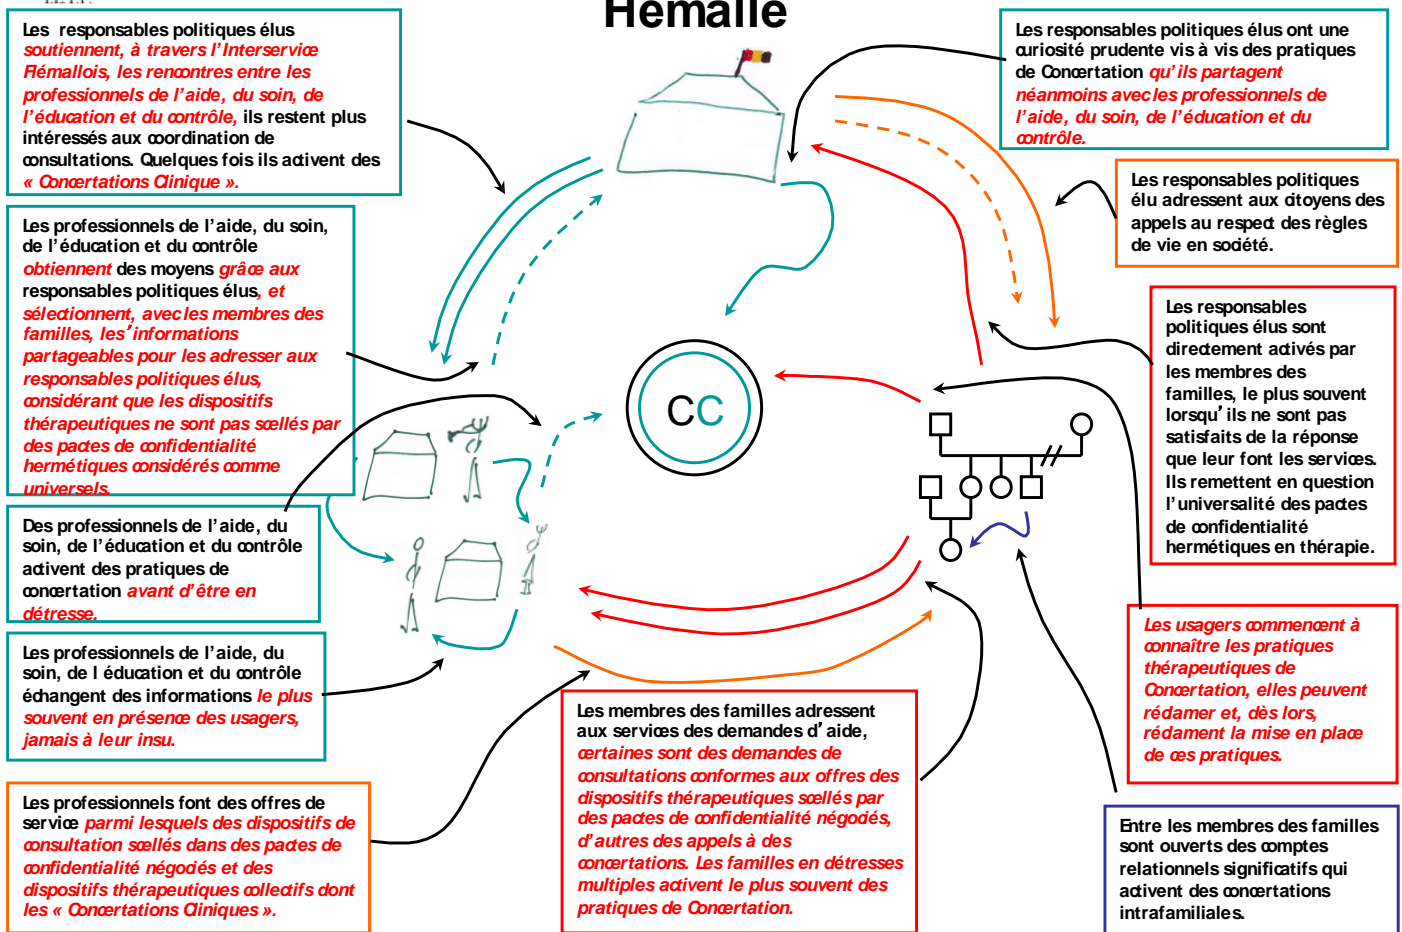 Flémalle
Les responsables politiques élus
soutiennent, à travers l'Interservice
Flémallois, les rencontres entre les
professionnels de l'aide, du soin, de
l'éducation et du contrôle, ils restent plus
intéressés aux coordination de
consultations. Quelques fois ils activent des
« Concertations Clinique ».
Les responsables politiques élus ont une
curiosité prudente vis à vis des pratiques
de Concertation qu'ils partagent
néanmoins avec les professionnels de
l'aide, du soin, de l'éducation et du
contrôle.
Les responsables politiques
élu adressent aux citoyens des
appels au respect des règles
de vie en société.
Les professionnels de l'aide, du soin,
de l'éducation et du contrôle
obtiennent des moyens grâce aux
responsables politiques élus, et
sélectionnent, avec les membres des
familles, les'informations
partageables pour les adresser aux
responsables politiques élus,
considérant que les dispositifs
thérapeutiques ne sont pas scellés par
des pactes de confidentialité
hermétiques considérés comme
universels.
Les responsables
politiques élus sont
directement activés par
les membres des
familles, le plus souvent
lorsqu'ils ne sont pas
satisfaits de la réponse
que leur font les services.
Ils remettent en question
l'universalité des pactes
de confidentialité
hermétiques en thérapie.
CC
Des professionnels de l'aide, du
soin, de l'éducation et du contrôle
activent des pratiques de
concertation avant d'être en
détresse.
Les professionnels de l'aide, du
soin, de l éducation et du contrôle
échangent des informations le plus
souvent en présence des usagers,
jamais à leur insu.
Les usagers commencent à
connaître les pratiques
thérapeutiques de
Concertation, elles peuvent
réclamer et, dès lors,
réclament la mise en place
de ces pratiques.
Les membres des familles adressent
aux services des demandes d'aide,
certaines sont des demandes de
consultations conformes aux offres des
dispositifs thérapeutiques scellés par
des pactes de confidentialité négociés,
d'autres des appels à des
concertations. Les familles en détresses
multiples activent le plus souvent des
pratiques de Concertation.
Les professionnels font des offres de
service parmi lesquels des dispositifs de
consultation scellés dans des pactes de
confidentialité négociés et des
dispositifs thérapeutiques collectifs dont
les « Concertations Cliniques ».
Entre les membres des familles
sont ouverts des comptes
relationnels significatifs qui
activent des concertations
intrafamiliales.